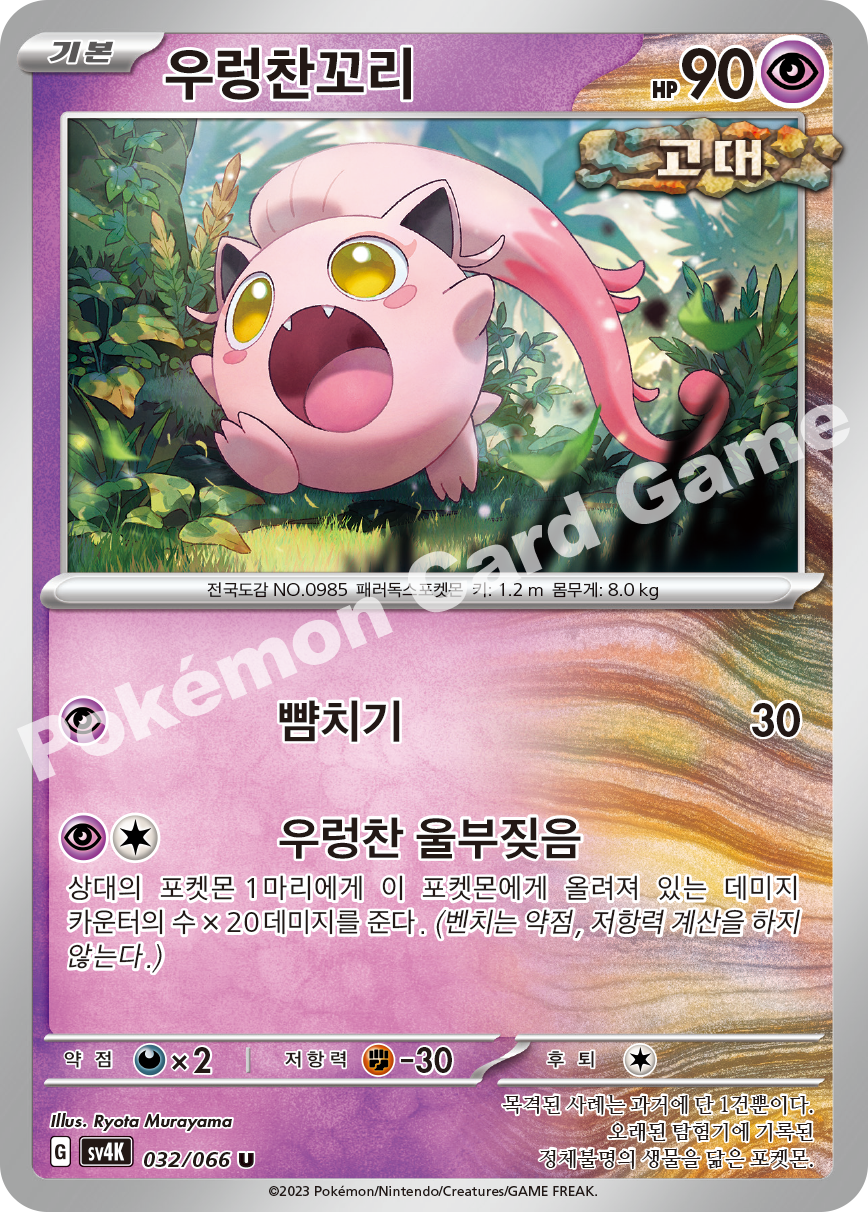 기본
우렁찬꼬리
HP 90
고대
전국도감 NO.0985 패러독스포켓몬 키: 1.2 m 몸무게: 8.0 kg
Pokémon Card Game
뺨치기 30
우렁찬 울부짖음
상대의 포켓몬 1마리에게 이 포켓몬에게 올려져 있는 데미지
카운터의 수×20데미지를 준다. (벤치는 약점, 저항력 계산을 하지
않는다.)
약점 ×2 저항력 -30 후퇴
Illus. Ryota Murayama
G SV4K 032/066 U
목격된 사례는 과거에 단 1건뿐이다.
오래된 탐험기에 기록된
정체불명의 생물을 닮은 포켓몬.
©2023 Pokémon/Nintendo/Creatures/GAME FREAK.